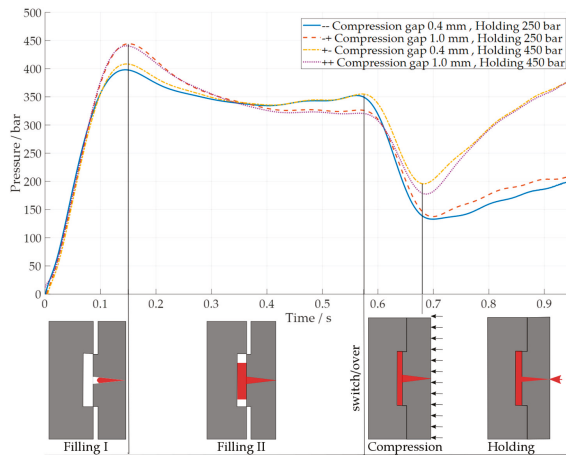 -- Compression gap 0.4 mm , Holding 250 bar
-+ Compression gap 1.0 mm , Holding 250 bar
+- Compression gap 0.4 mm , Holding 450 bar
++ Compression gap 1.0 mm , Holding 450 bar
Pressure / bar
500
450
400
350
300
250
200
150
100
50
0
0 0.1 0.2 0.3 0.4 0.5 0.6 0.7 0.8 0.9
Time / s
switch/over
Filling I Filling II Compression Holding